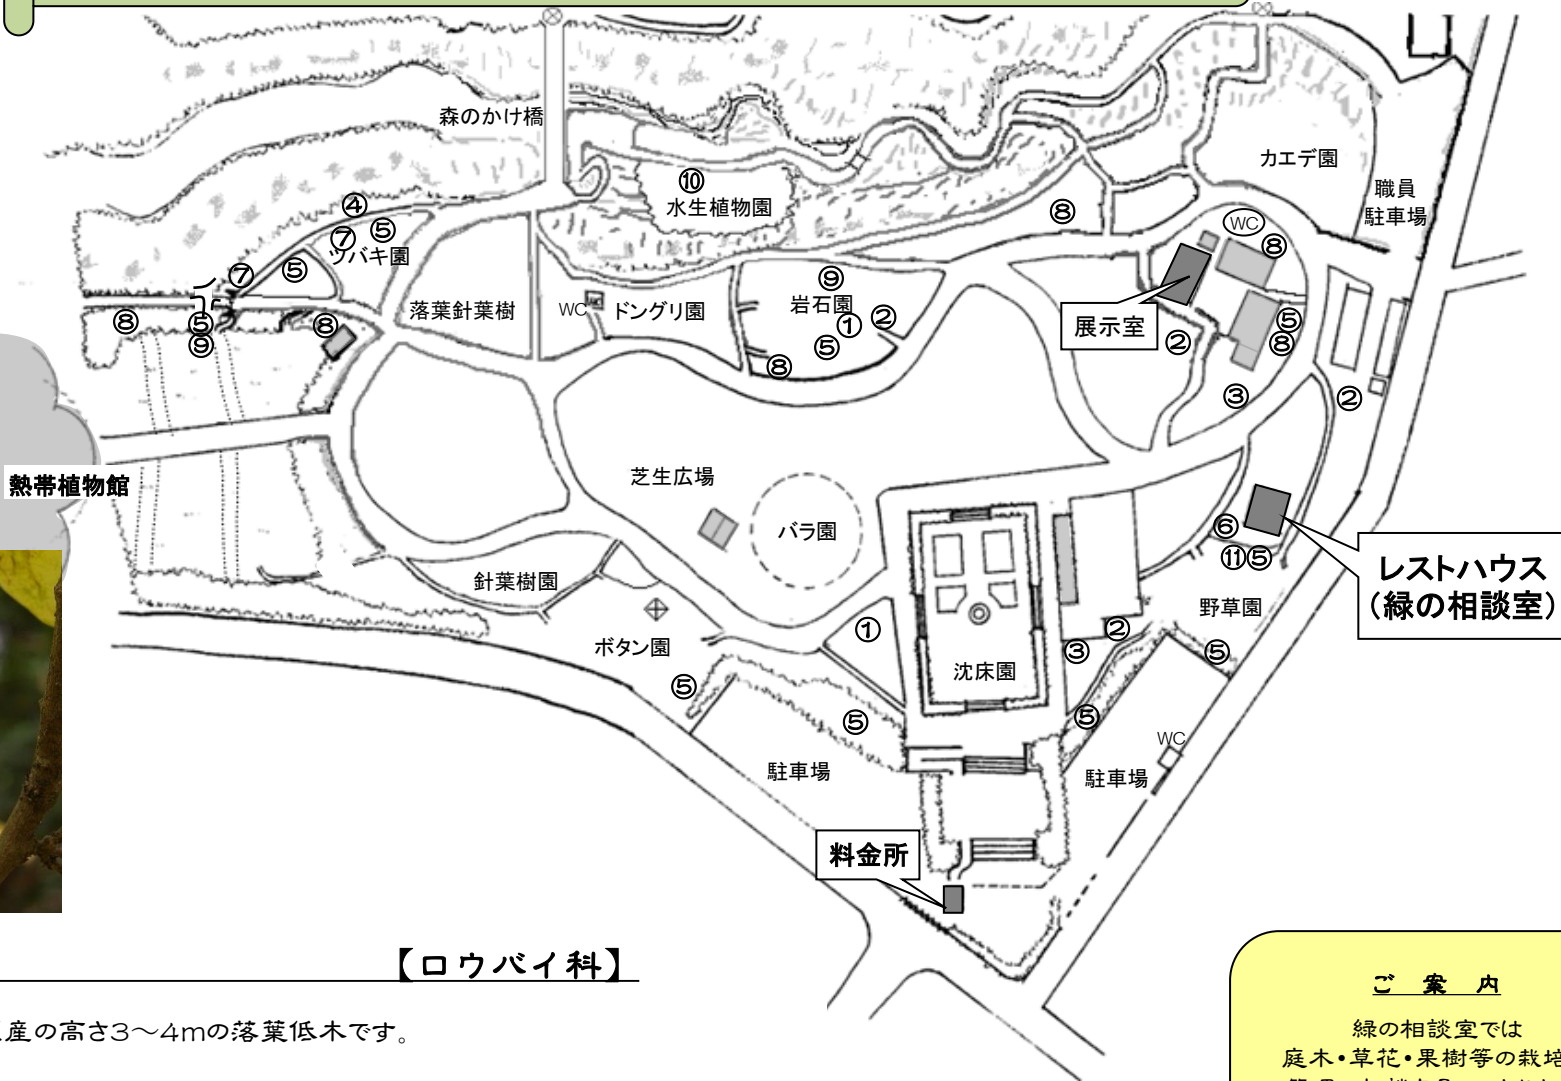 森のかけ橋
カエデ園
職員
駐車場
⑩
水生植物園
④
⑤
⑦
ツバキ園
⑧
WC
⑧
⑦
⑤
落葉針葉樹
WC
ドングリ園
⑨
岩石園
①
②
⑤
⑧
展示室
②
⑤
⑧
③
②
⑧
⑤
⑨
⑧
熱帯植物館
芝生広場
バラ園
⑥
⑪⑤
レストハウス
(緑の相談室)
針葉樹園
野草園
ボタン園
①
沈床園
②
③
⑤
⑤
⑤
⑤
WC
駐車場
駐車場
料金所
【ロウバイ科】
産の高さ3～4mの落葉低木です。
ご 案 内
緑の相談室では
庭木・草花・果樹等の栽培